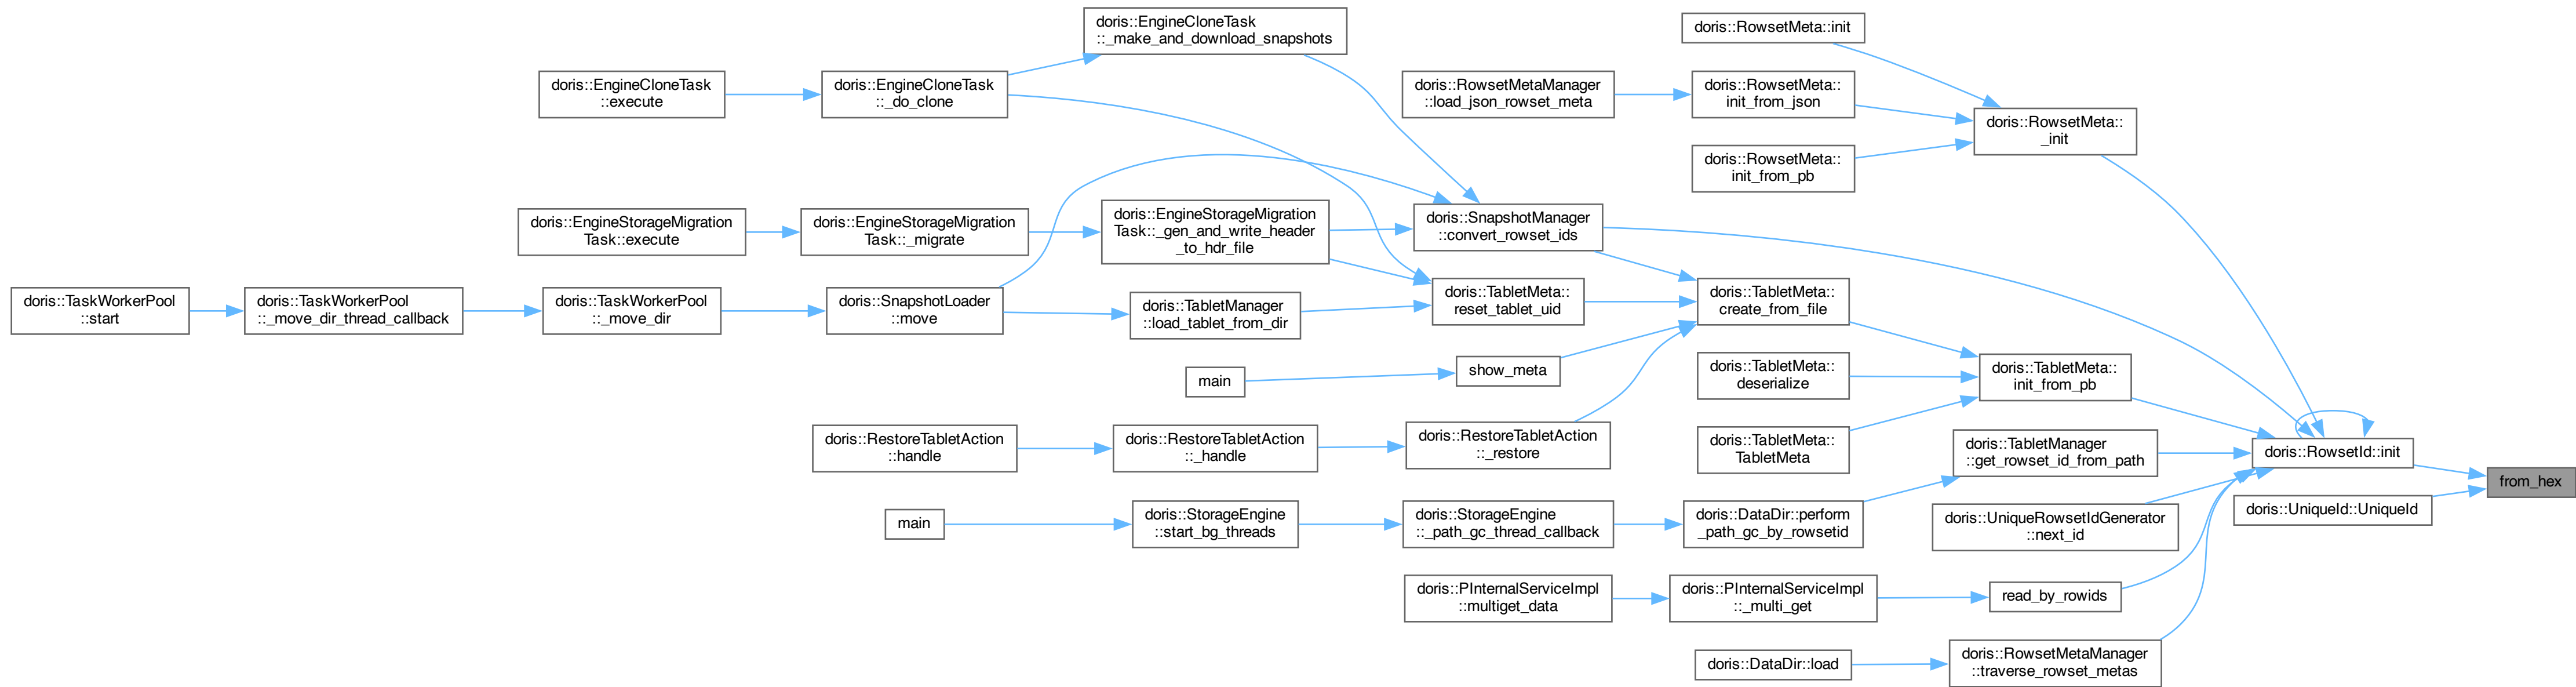 doris::EngineCloneTask
::_make_and_download_snapshots
doris::RowsetMeta::init
doris::EngineCloneTask
::execute
doris::EngineCloneTask
::_do_clone
doris::RowsetMetaManager
::load_json_rowset_meta
doris::RowsetMeta::
init_from_json
doris::RowsetMeta::
_init
doris::RowsetMeta::
init_from_pb
doris::EngineStorageMigration
Task::execute
doris::EngineStorageMigration
Task::_migrate
doris::EngineStorageMigration
Task::_gen_and_write_header
_to_hdr_file
doris::SnapshotManager
::convert_rowset_ids
doris::TaskWorkerPool
::start
doris::TaskWorkerPool
::_move_dir_thread_callback
doris::TaskWorkerPool
::_move_dir
doris::SnapshotLoader
::move
doris::TabletManager
::load_tablet_from_dir
doris::TabletMeta::
reset_tablet_uid
doris::TabletMeta::
create_from_file
main
show_meta
doris::TabletMeta::
deserialize
doris::TabletMeta::
init_from_pb
doris::RestoreTabletAction
::handle
doris::RestoreTabletAction
::_handle
doris::RestoreTabletAction
::_restore
doris::TabletMeta::
TabletMeta
doris::TabletManager
::get_rowset_id_from_path
doris::RowsetId::init
from_hex
main
doris::StorageEngine
::start_bg_threads
doris::StorageEngine
::_path_gc_thread_callback
doris::DataDir::perform
_path_gc_by_rowsetid
doris::UniqueRowsetIdGenerator
::next_id
doris::UniqueId::UniqueId
doris::PInternalServiceImpl
::multiget_data
doris::PInternalServiceImpl
::_multi_get
read_by_rowids
doris::DataDir::load
doris::RowsetMetaManager
::traverse_rowset_metas